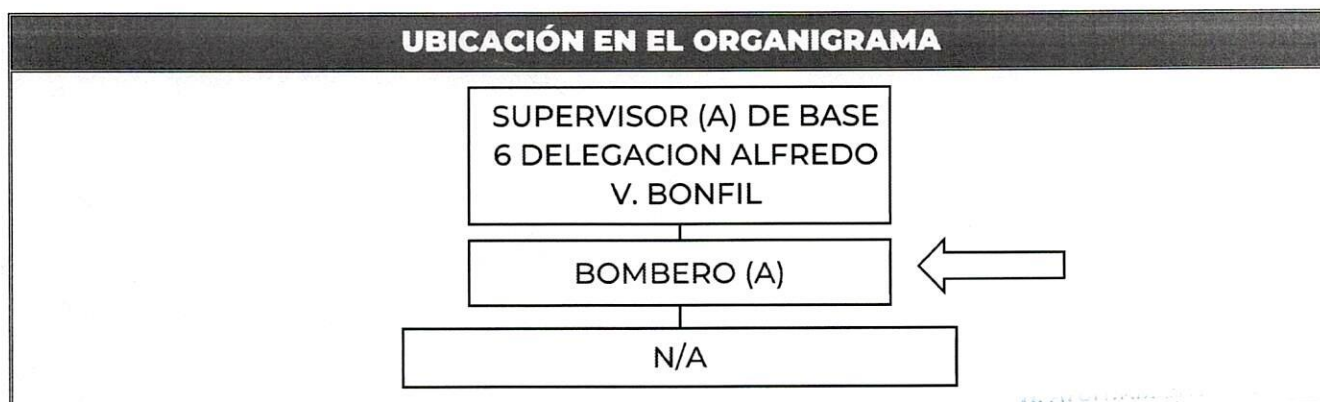 UBICACIÓN EN EL ORGANIGRAMA
SUPERVISOR (A) DE BASE
6 DELEGACION ALFREDO
V. BONFIL
BOMBERO (A)
N/A